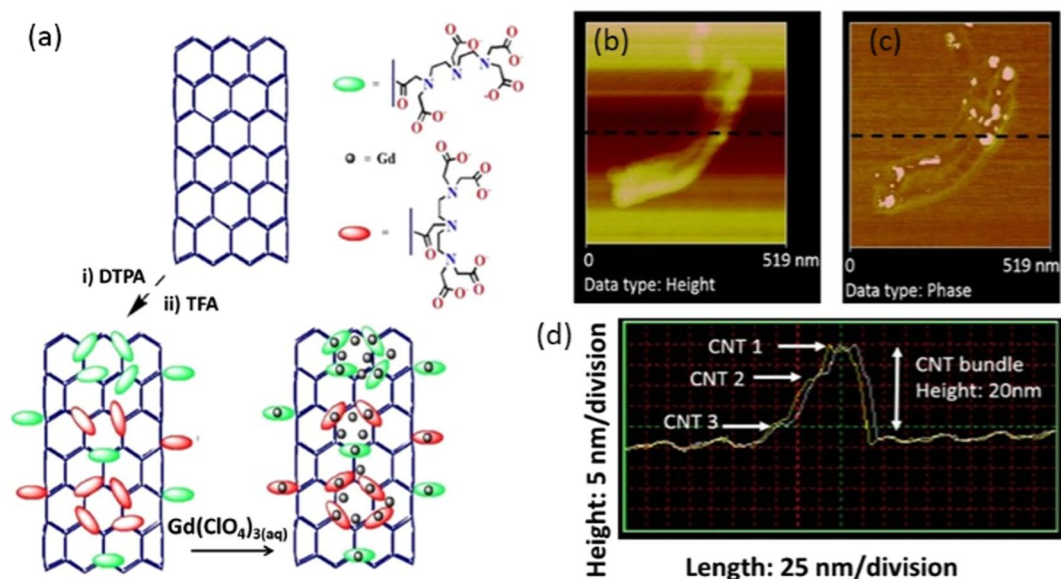 (a)
= 
O
O-
O
O-
O
O-
N
N
N
O
O
O-
-O
O
= Gd
O
O-
O
O-
N
N
=
O
N
O
O-
O
O-
i) DTPA
ii) TFA
Gd(ClO4)3(aq)
(b)
0
519 nm
Data type: Height
(c)
0
519 nm
Data type: Phase
(d)
CNT 1
CNT 2
CNT 3
CNT bundle
Height: 20nm
Height: 5 nm/division
Length: 25 nm/division